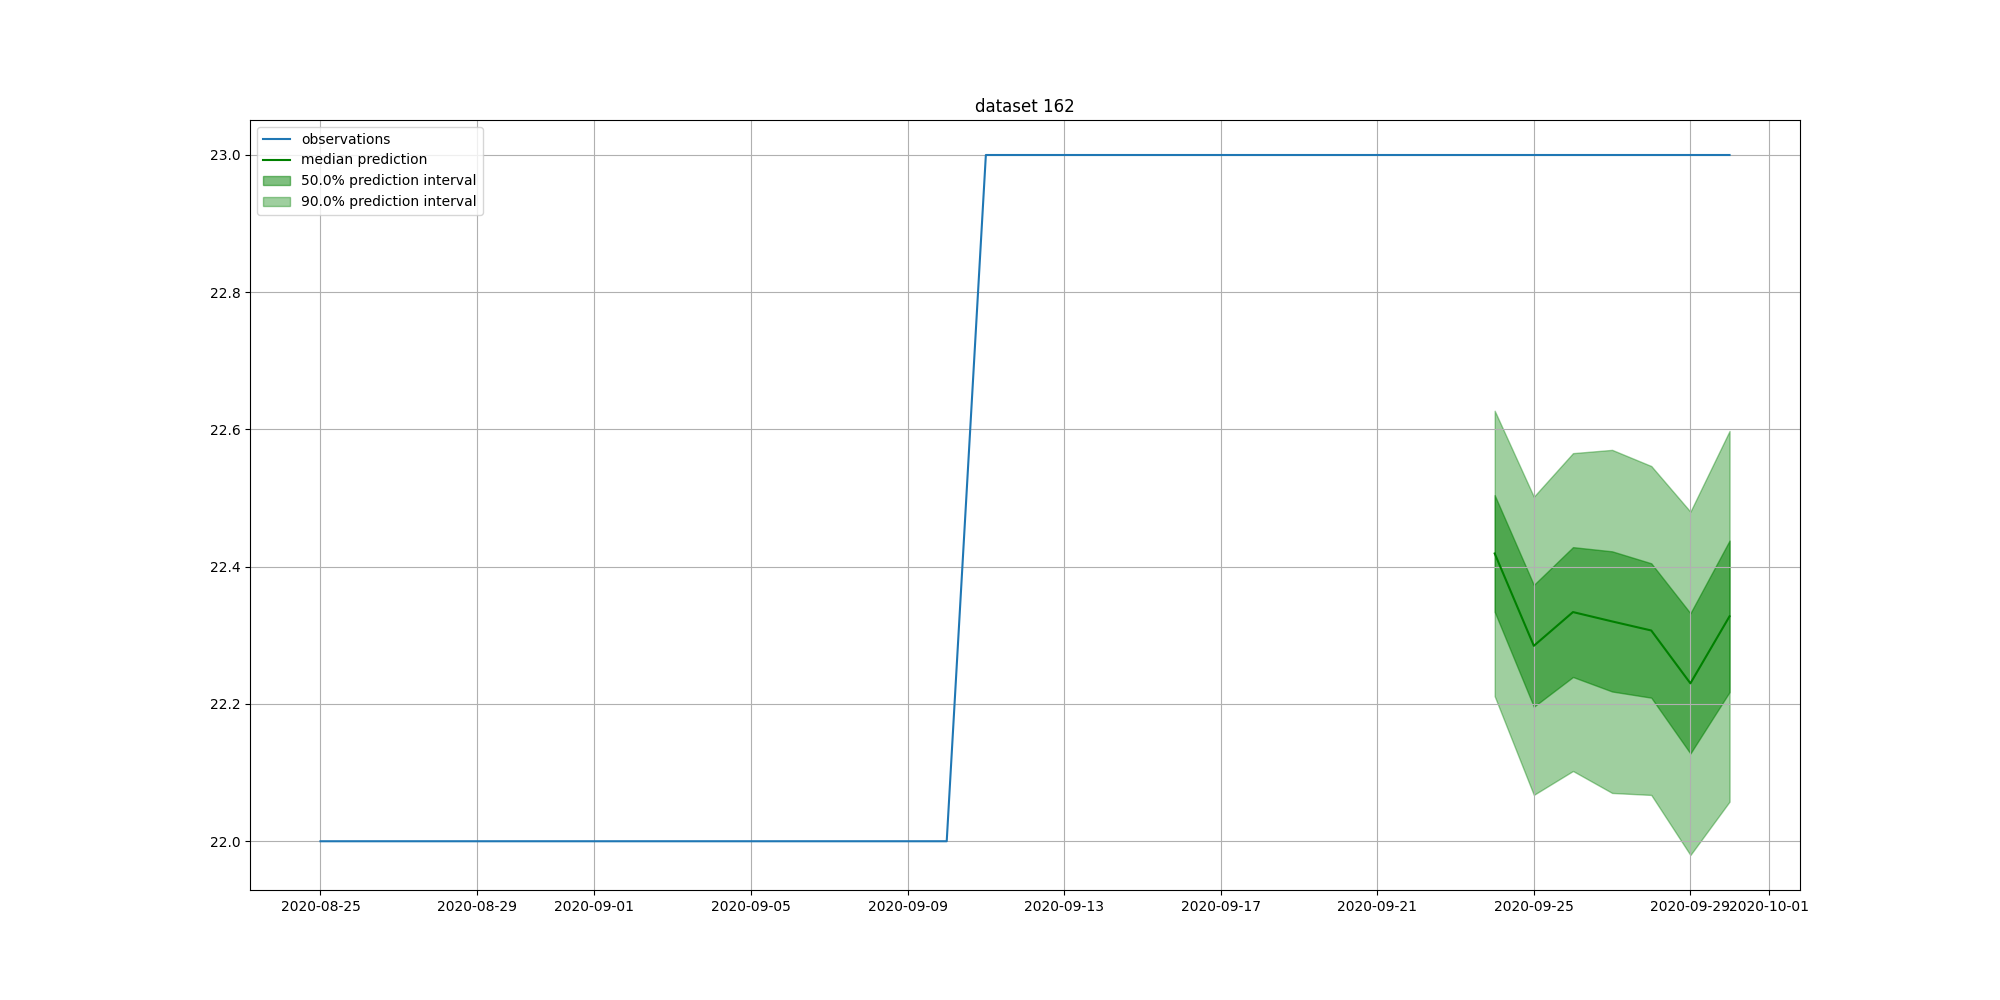 dataset 162
observations
median prediction
50.0% prediction interval
90.0% prediction interval
23.0
22.8
22.6
22.4
22.2
22.0
2020-08-25 2020-08-29 2020-09-01 2020-09-05 2020-09-09 2020-09-13 2020-09-17 2020-09-21 2020-09-25 2020-09-29 2020-10-01